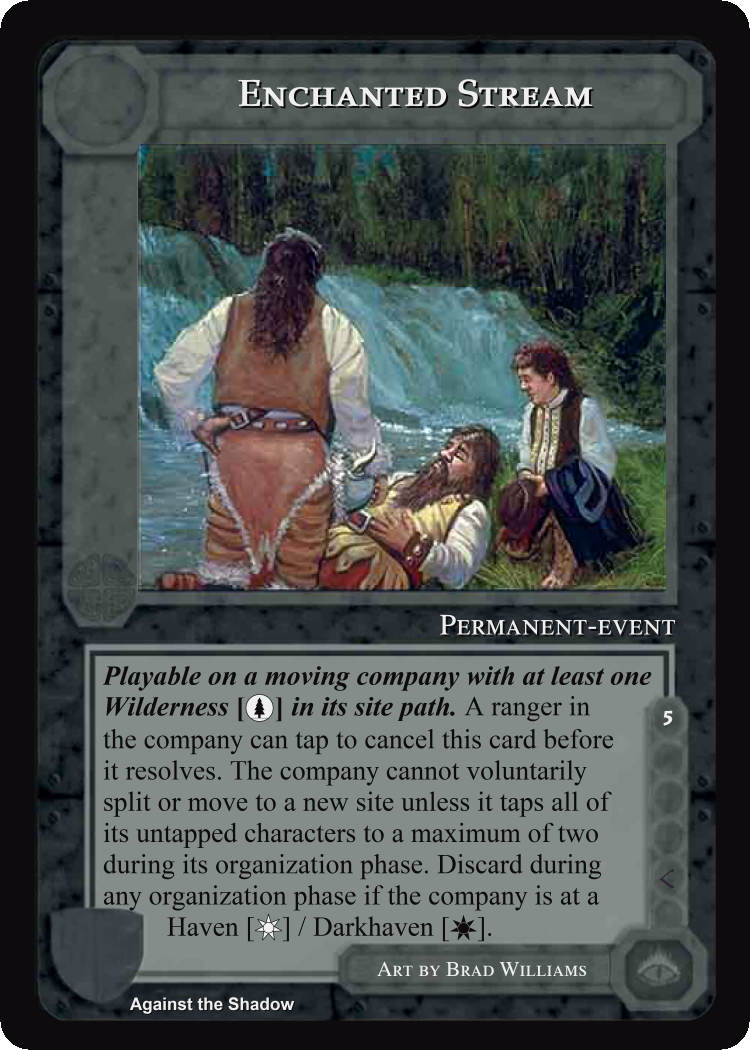 Enchanted Stream
Permanent-event
Playable on a moving company with at least one
Wilderness [] in its site path. A ranger in
the company can tap to cancel this card before
it resolves. The company cannot voluntarily
split or move to a new site unless it taps all of
its untapped characters to a maximum of two
during its organization phase. Discard during
any organization phase if the company is at a
Haven [] / Darkhaven [].
5
Art by Brad Williams
Against the Shadow